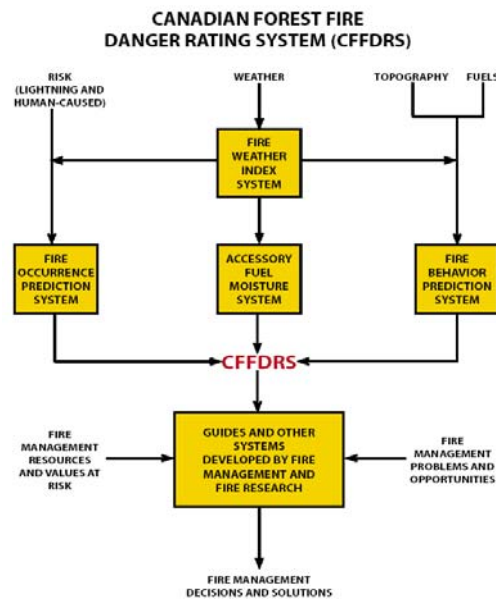 CANADIAN FOREST FIRE
DANGER RATING SYSTEM (CFFDRS)
RISK
(LIGHTNING AND
HUMAN-CAUSED)
WEATHER
TOPOGRAPHY
FUELS
FIRE
WEATHER
INDEX
SYSTEM
FIRE
OCCURRENCE
PREDICTION
SYSTEM
ACCESSORY
FUEL
MOISTURE
SYSTEM
FIRE
BEHAVIOR
PREDICTION
SYSTEM
CFFDRS
FIRE
MANAGEMENT
RESOURCES
AND VALUES AT
RISK
GUIDES AND OTHER
SYSTEMS
DEVELOPED BY FIRE
MANAGEMENT AND
FIRE RESEARCH
FIRE
MANAGEMENT
PROBLEMS AND
OPPORTUNITIES
FIRE MANAGEMENT
DECISIONS AND SOLUTIONS